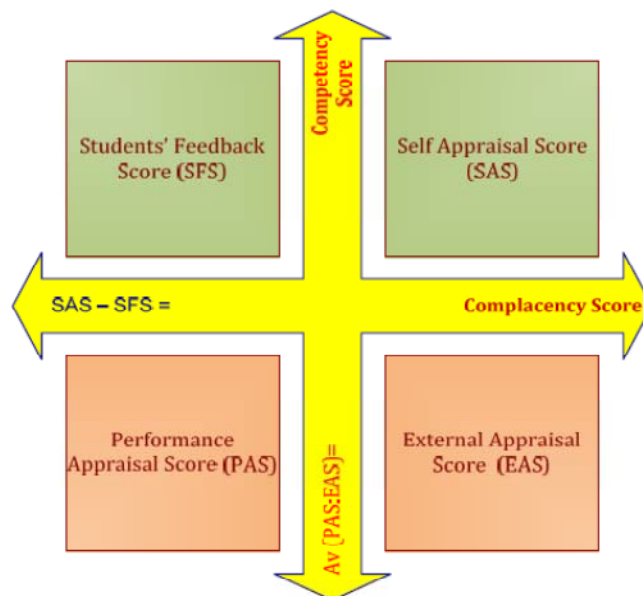 Competency
Score
Students' Feedback
Score (SFS)
Self Appraisal Score
(SAS)
SAS – SFS =
Complacency Score
Performance
Appraisal Score (PAS)
Av (PAS:EAS)=
External Appraisal
Score (EAS)